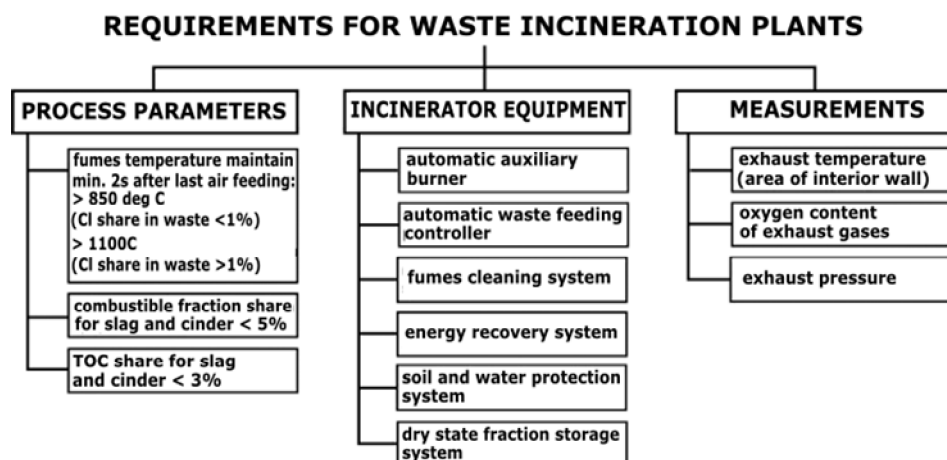 REQUIREMENTS FOR WASTE INCINERATION PLANTS
PROCESS PARAMETERS
fumes temperature maintain
min. 2s after last air feeding:
> 850 deg C
(Cl share in waste <1%)
> 1100C
(Cl share in waste >1%)
combustible fraction share
for slag and cinder < 5%
TOC share for slag
and cinder < 3%
INCINERATOR EQUIPMENT
automatic auxiliary
burner
automatic waste feeding
controller
fumes cleaning system
energy recovery system
soil and water protection
system
dry state fraction storage
system
MEASUREMENTS
exhaust temperature
(area of interior wall)
oxygen content
of exhaust gases
exhaust pressure